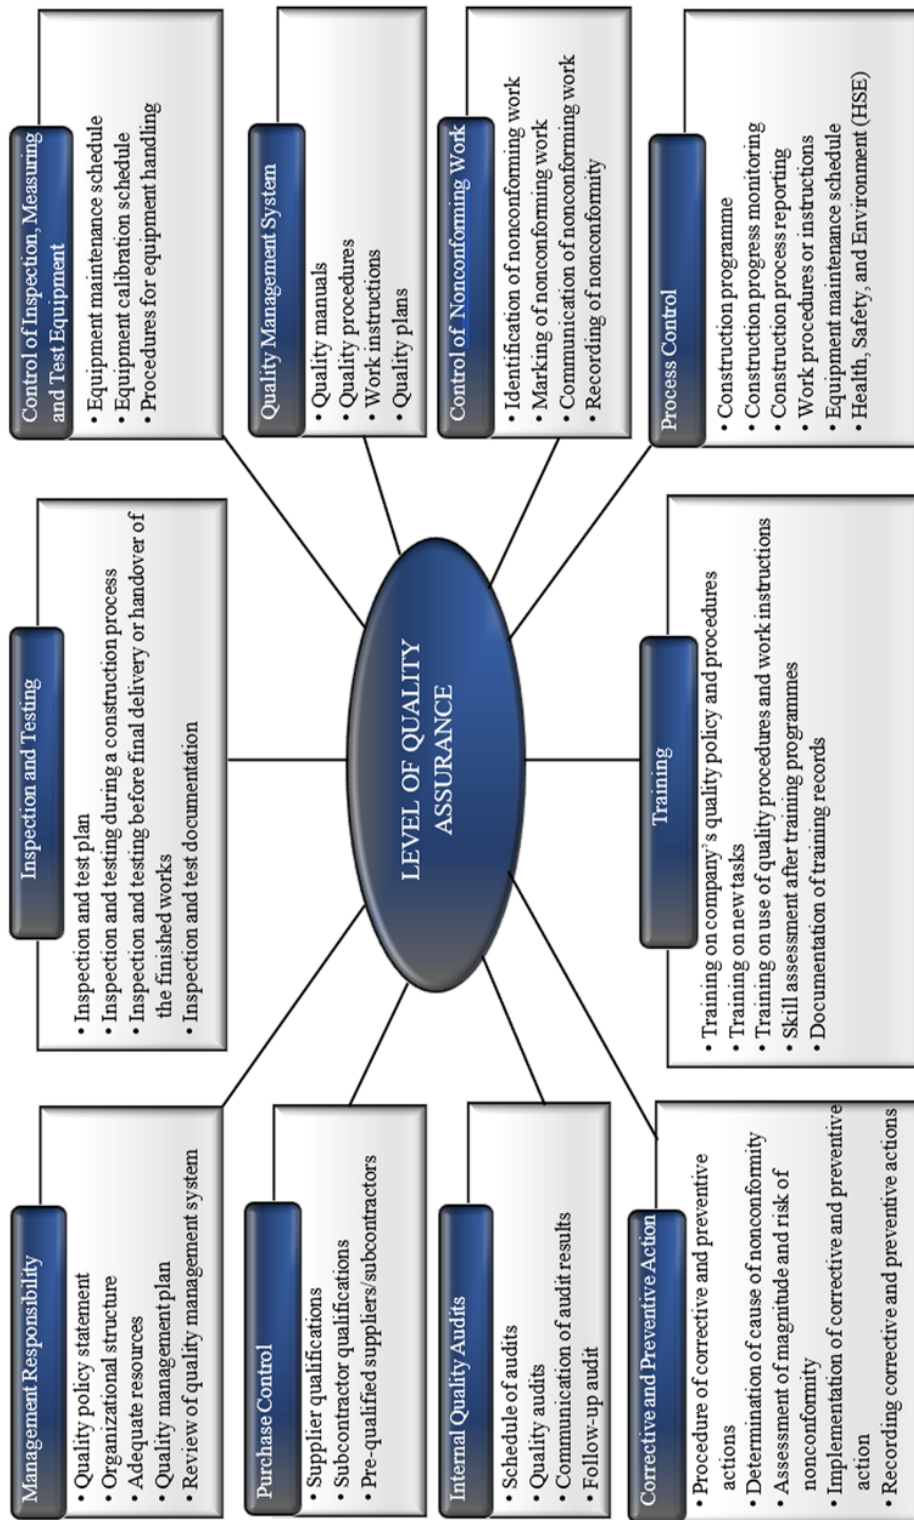 Management Responsibility
• Quality policy statement
• Organizational structure
• Adequate resources
• Quality management plan
• Review of quality management system
Inspection and Testing
• Inspection and test plan
• Inspection and testing during a construction process
• Inspection and testing before final delivery or handover of
the finished works
• Inspection and test documentation
Control of Inspection, Measuring
and Test Equipment
• Equipment maintenance schedule
• Equipment calibration schedule
• Procedures for equipment handling
Purchase Control
• Supplier qualifications
• Subcontractor qualifications
• Pre-qualified suppliers/subcontractors
Quality Management System
• Quality manuals
• Quality procedures
• Work instructions
• Quality plans
LEVEL OF QUALITY
ASSURANCE
Internal Quality Audits
• Schedule of audits
• Quality audits
• Communication of audit results
• Follow-up audit
Control of Nonconforming Work
• Identification of nonconforming work
• Marking of nonconforming work
• Communication of nonconforming work
• Recording of nonconformity
Corrective and Preventive Action
• Procedure of corrective and preventive
actions
• Determination of cause of nonconformity
• Assessment of magnitude and risk of
nonconformity
• Implementation of corrective and preventive
action
• Recording corrective and preventive actions
Training
• Training on company's quality policy and procedures
• Training on new tasks
• Training on use of quality procedures and work instructions
• Skill assessment after training programmes
• Documentation of training records
Process Control
• Construction programme
• Construction progress monitoring
• Construction process reporting
• Work procedures or instructions
• Equipment maintenance schedule
• Health, Safety, and Environment (HSE)